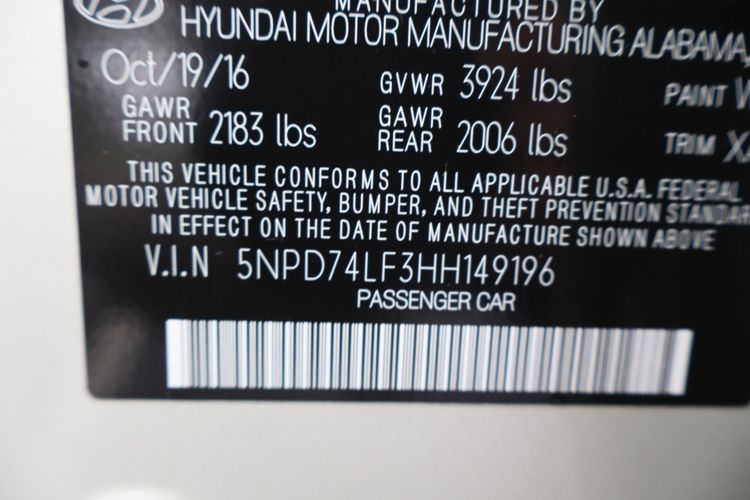 MANUFACTURED BY
HYUNDAI MOTOR MANUFACTURING ALABAMA,
Oct/19/16 GVWR 3924 lbs PAINT
GAWR FRONT 2183 lbs GAWR REAR 2006 lbs TRIM
THIS VEHICLE CONFORMS TO ALL APPLICABLE U.S.A. FEDERAL
MOTOR VEHICLE SAFETY, BUMPER, AND THEFT PREVENTION STANDAR
IN EFFECT ON THE DATE OF MANUFACTURE SHOWN ABOVE
V.I.N 5NPD74LF3HH149196
PASSENGER CAR